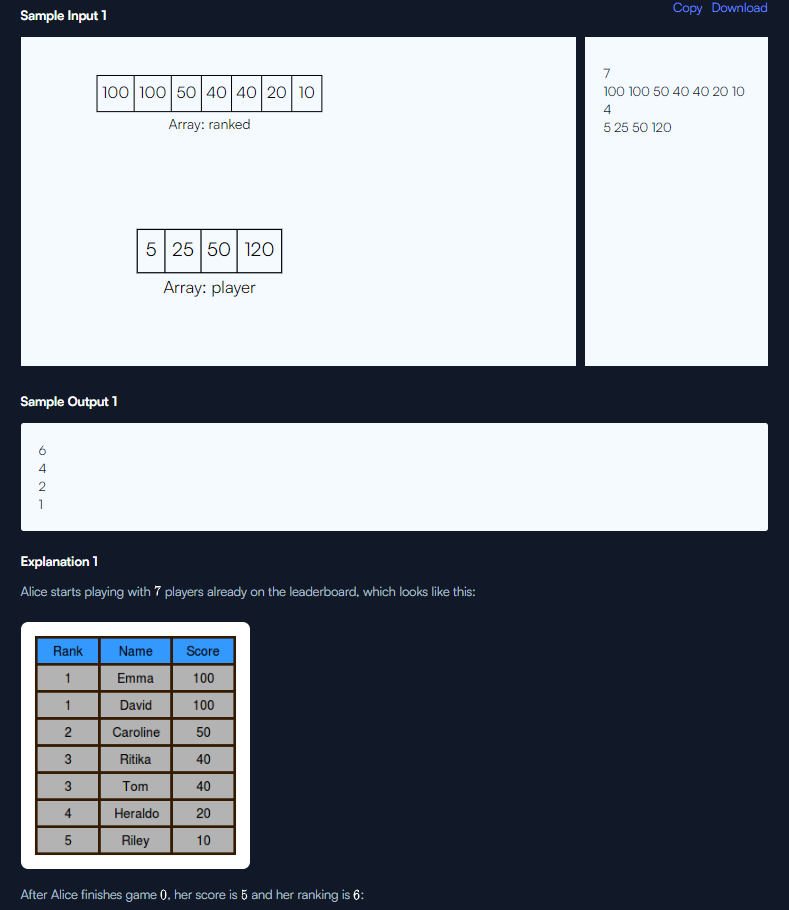 Sample Input 1
Copy Download
100 100 50 40 40 20 10
Array: ranked
5 25 50 120
Array: player
7
100 100 50 40 40 20 10
4
5 25 50 120
Sample Output 1
6
4
2
1
Explanation 1
Alice starts playing with 7 players already on the leaderboard, which looks like this:
Rank Name Score
1 Emma 100
1 David 100
2 Caroline 50
3 Ritika 40
3 Tom 40
4 Heraldo 20
5 Riley 10
After Alice finishes game 0, her score is 5 and her ranking is 6: